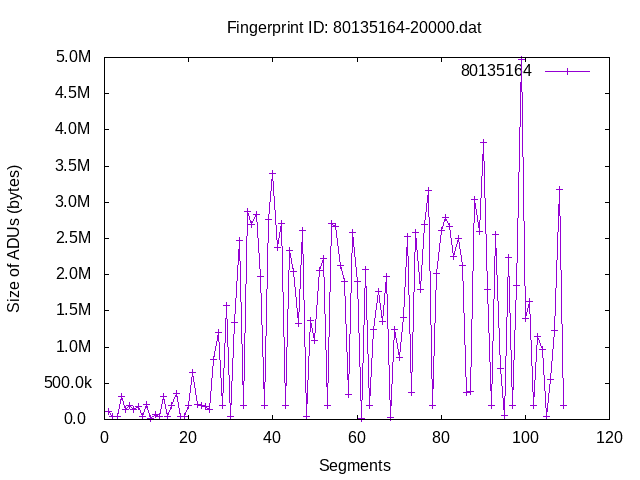 Fingerprint ID: 80135164-20000.dat
80135164
5.0M
4.5M
4.0M
3.5M
3.0M
2.5M
2.0M
1.5M
1.0M
500.0k
0.0
0 20 40 60 80 100 120
Size of ADUs (bytes)
Segments